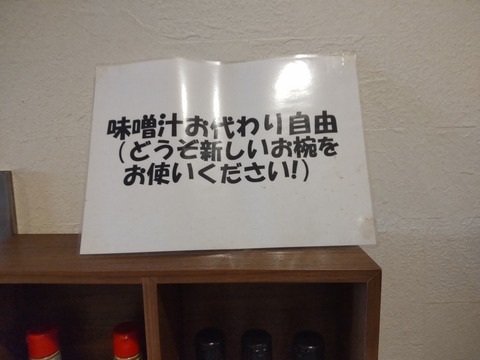 味噌汁お代わり自由
(どうぞ新しいお椀を
お使いください!)